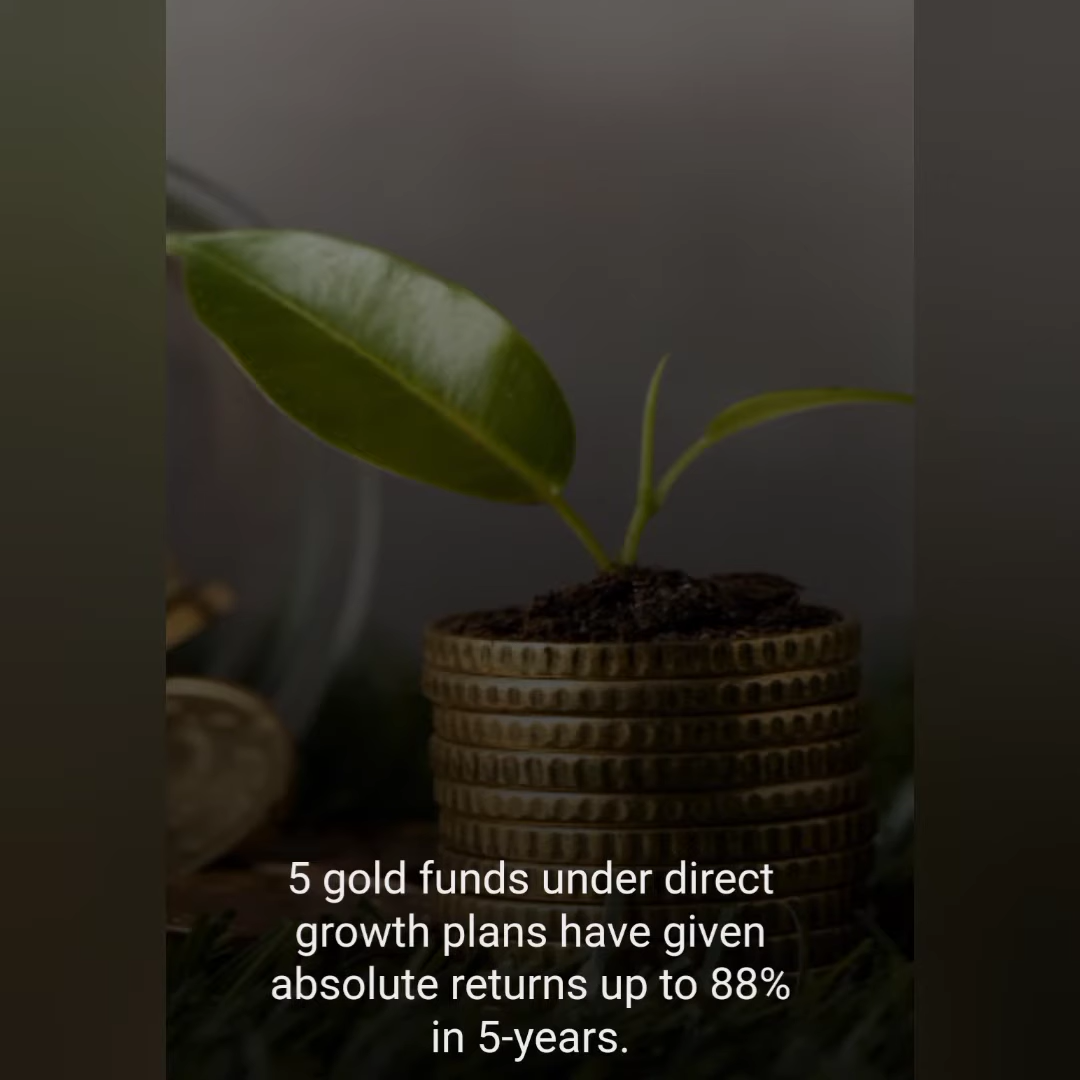 5 gold funds under direct
growth plans have given
absolute returns up to 88%
in 5-years.